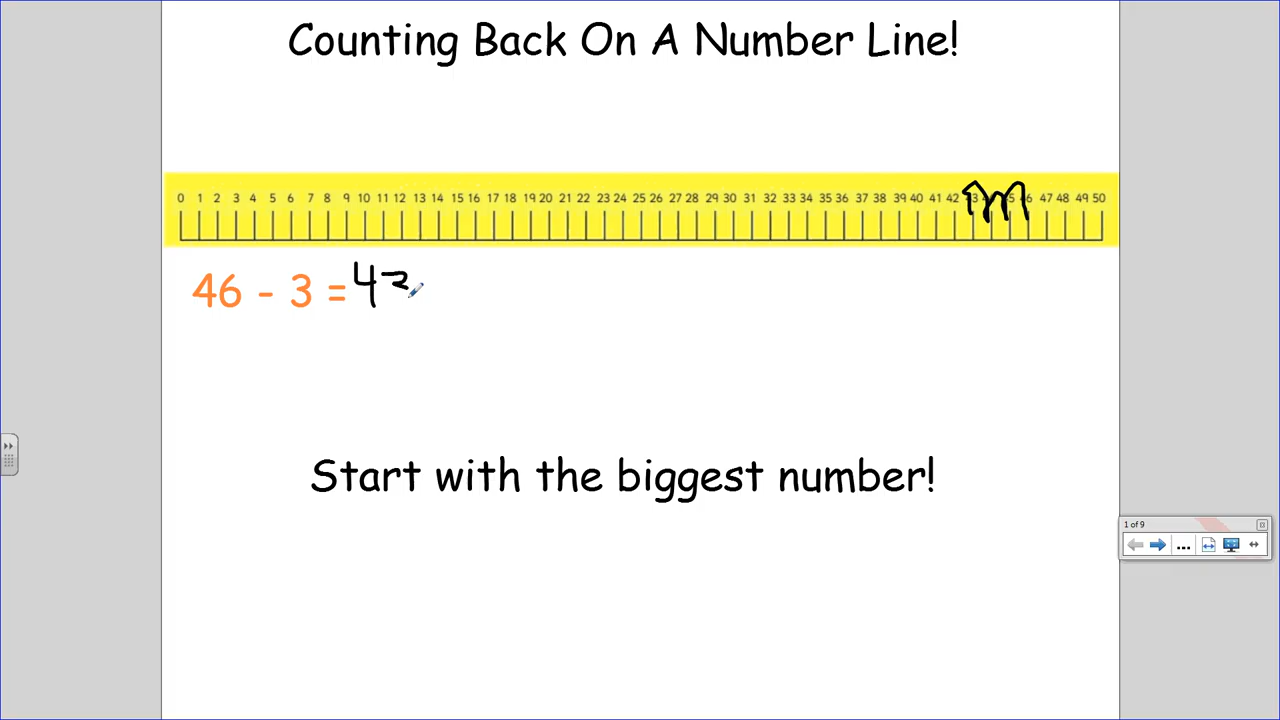 Counting Back On A Number Line!
0 1 2 3 4 5 6 7 8 9 10 11 12 13 14 15 16 17 18 19 20 21 22 23 24 25 26 27 28 29 30 31 32 33 34 35 36 37 38 39 40 41 42 43 47 48 49 50
46 - 3 = 43
Start with the biggest number!
1 of 9